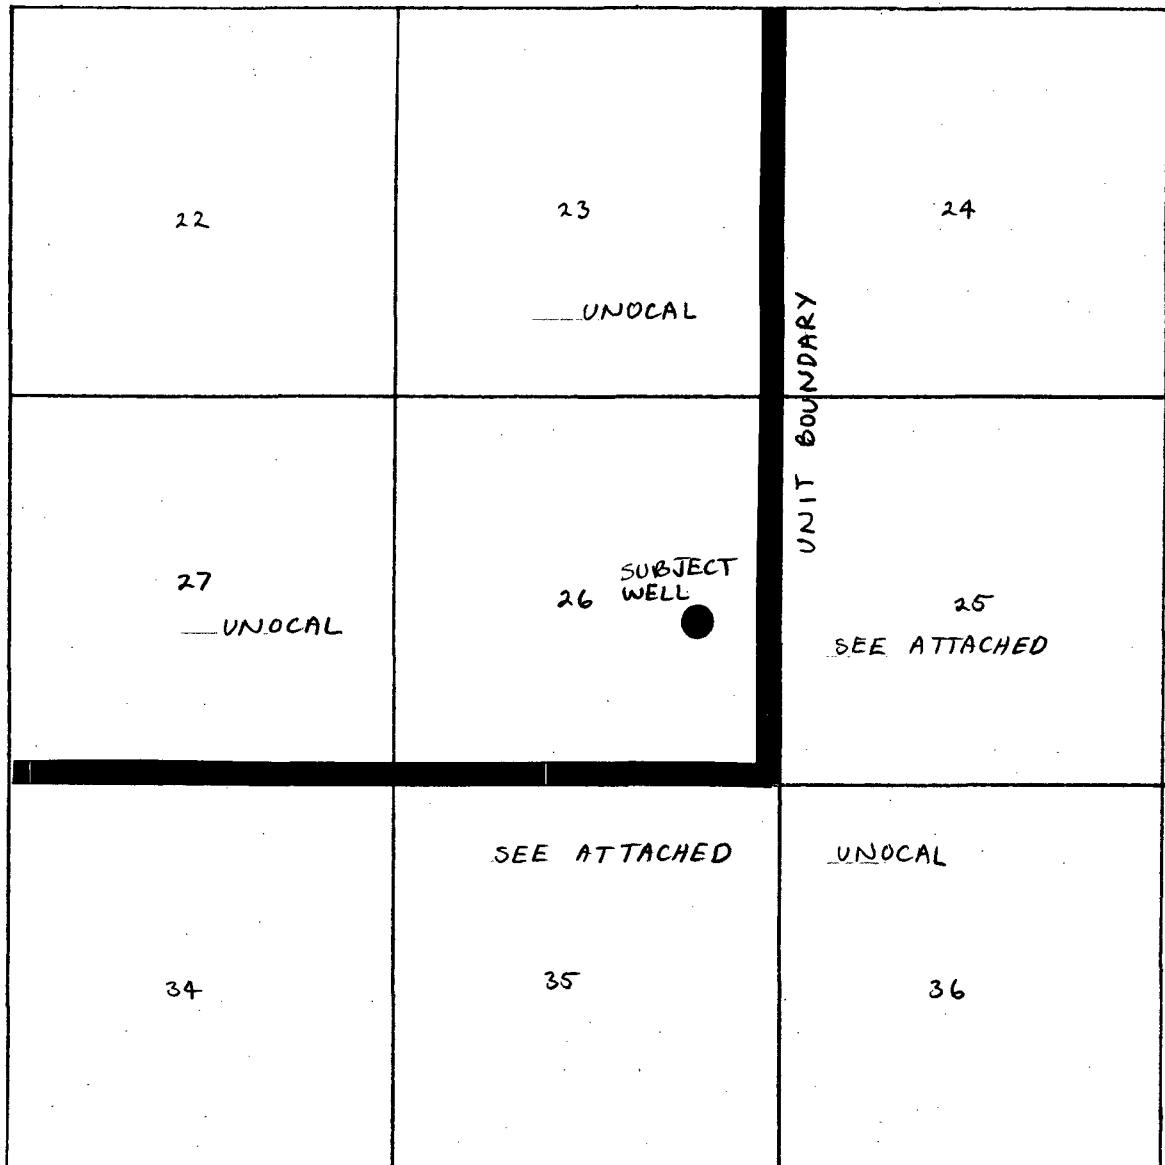 22
23
24
UNOCAL
UNIT BOUNDARY
27
UNOCAL
26
SUBJECT
WELL
25
SEE ATTACHED
SEE ATTACHED
UNOCAL
34
35
36